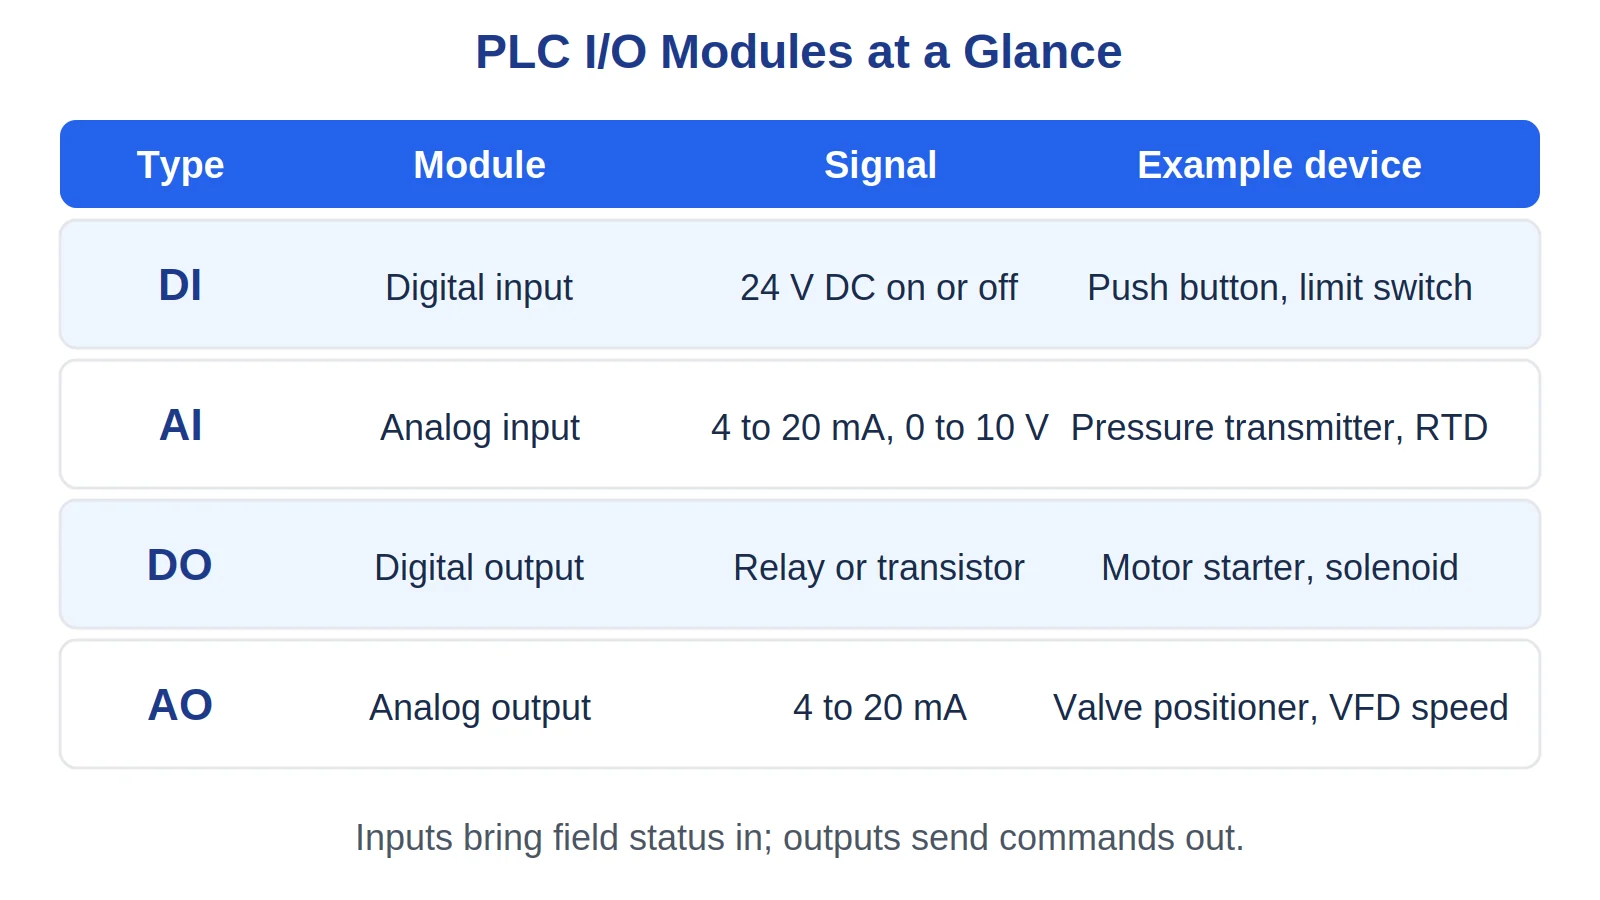 PLC I/O Modules at a Glance
Type Module Signal Example device
DI Digital input 24 V DC on or off Push button, limit switch
AI Analog input 4 to 20 mA, 0 to 10 V Pressure transmitter, RTD
DO Digital output Relay or transistor Motor starter, solenoid
AO Analog output 4 to 20 mA Valve positioner, VFD speed
Inputs bring field status in; outputs send commands out.